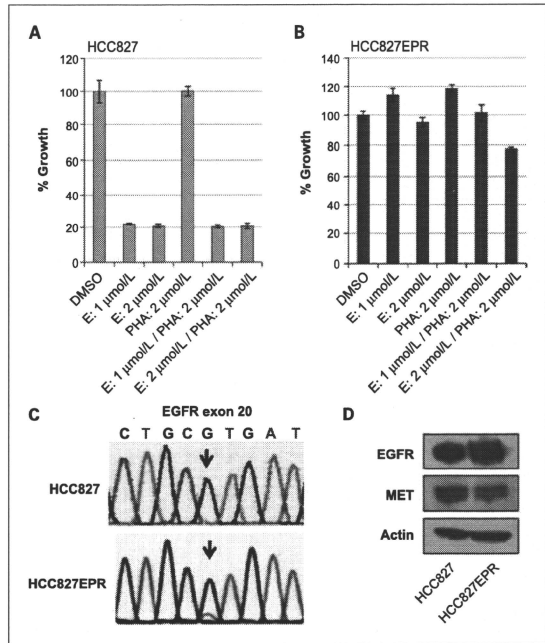 A
HCC827
120
100
80
60
40
20
0
% Growth
DMSO
E: 1 μmol/L
E: 2 μmol/L
PHA: 2 μmol/L
E: 1 μmol/L / PHA: 2 μmol/L
E: 2 μmol/L / PHA: 2 μmol/L
B
HCC827EPR
140
120
100
80
60
40
20
0
% Growth
DMSO
E: 1 μmol/L
E: 2 μmol/L
PHA: 2 μmol/L
E: 1 μmol/L / PHA: 2 μmol/L
E: 2 μmol/L / PHA: 2 μmol/L
C
EGFR exon 20
C T G C G T G A T
HCC827
HCC827EPR
D
EGFR
MET
Actin
HCC827
HCC827EPR